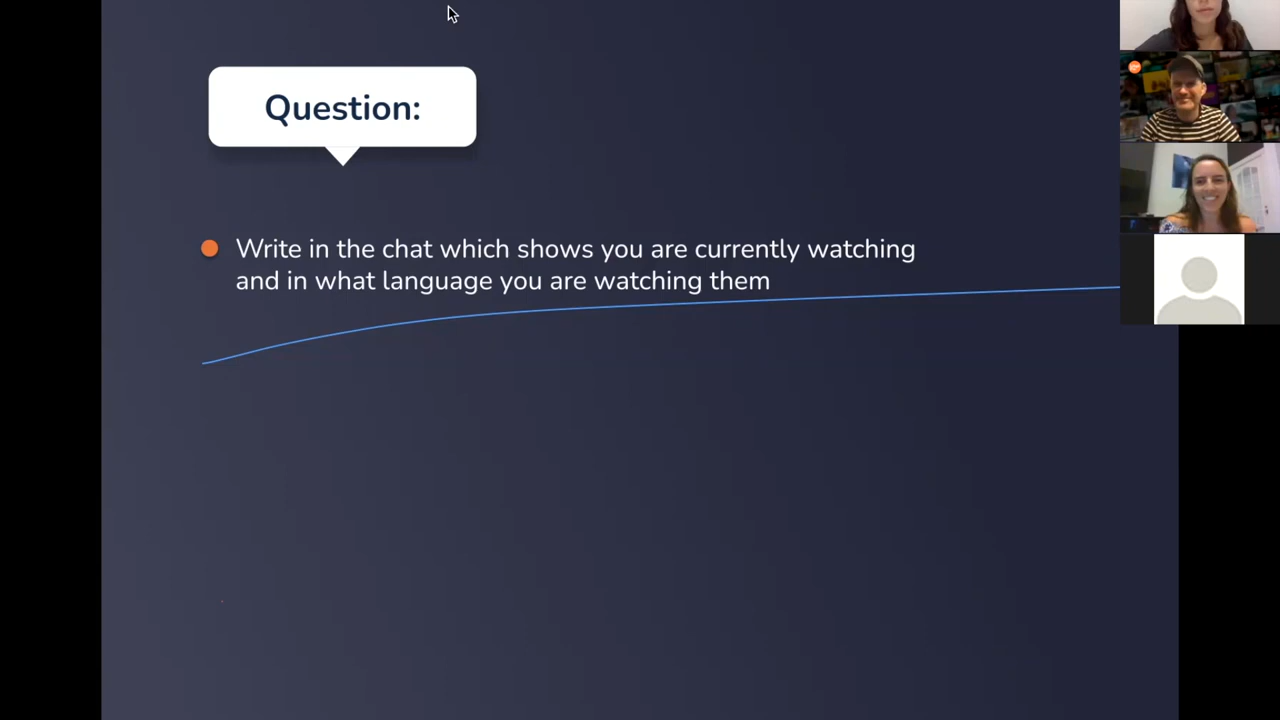 Question:
Write in the chat which shows you are currently watching
and in what language you are watching them